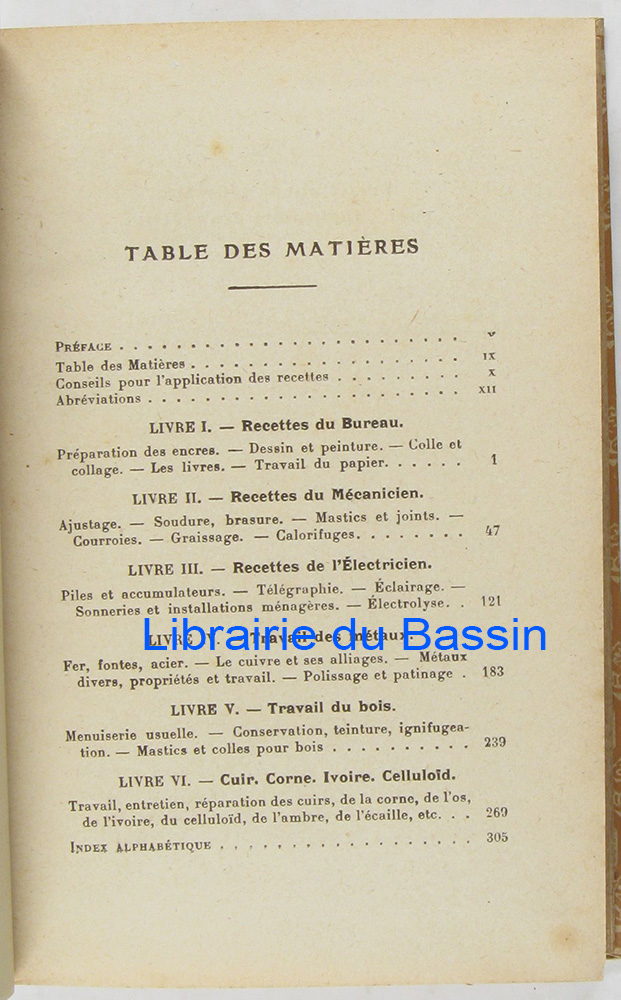 TABLE DES MATIÈRES
PRÉFACE . . . . . . . . . . . . . . . . . . . . . . . . v
Table des Matières . . . . . . . . . . . . . . . . . . . IX
Conseils pour l'application des recettes . . . . . . . . . X
Abréviations . . . . . . . . . . . . . . . . . . . . . . XII
LIVRE I. — Recettes du Bureau.
Préparation des encres. — Dessin et peinture. — Colle et
collage. — Les livres. — Travail du papier. . . . . . 1
LIVRE II. — Recettes du Mécanicien.
Ajustage. — Soudure, brasure. — Mastics et joints. —
Courroies. — Graissage. — Calorifuges. . . . . . . . 47
LIVRE III. — Recettes de l'Électricien.
Piles et accumulateurs. — Télégraphie. — Éclairage. —
Sonneries et installations ménagères. — Électrolyse. . 121
LIVRE IV. — Travail des métaux.
Librairie du Bassin
Fer, fontes, acier. — Le cuivre et ses alliages. — Métaux
divers, propriétés et travail. — Polissage et patinage . 183
LIVRE V. — Travail du bois.
Menuiserie usuelle. — Conservation, teinture, ignifugea-
tion. — Mastics et colles pour bois . . . . . . . . . . 239
LIVRE VI. — Cuir. Corne. Ivoire. Celluloïd.
Travail, entretien, réparation des cuirs, de la corne, de l'os,
de l'ivoire, du celluloïd, de l'ambre, de l'écaille, etc. . . 269
INDEX ALPHABÉTIQUE . . . . . . . . . . . . . . . . . . 305